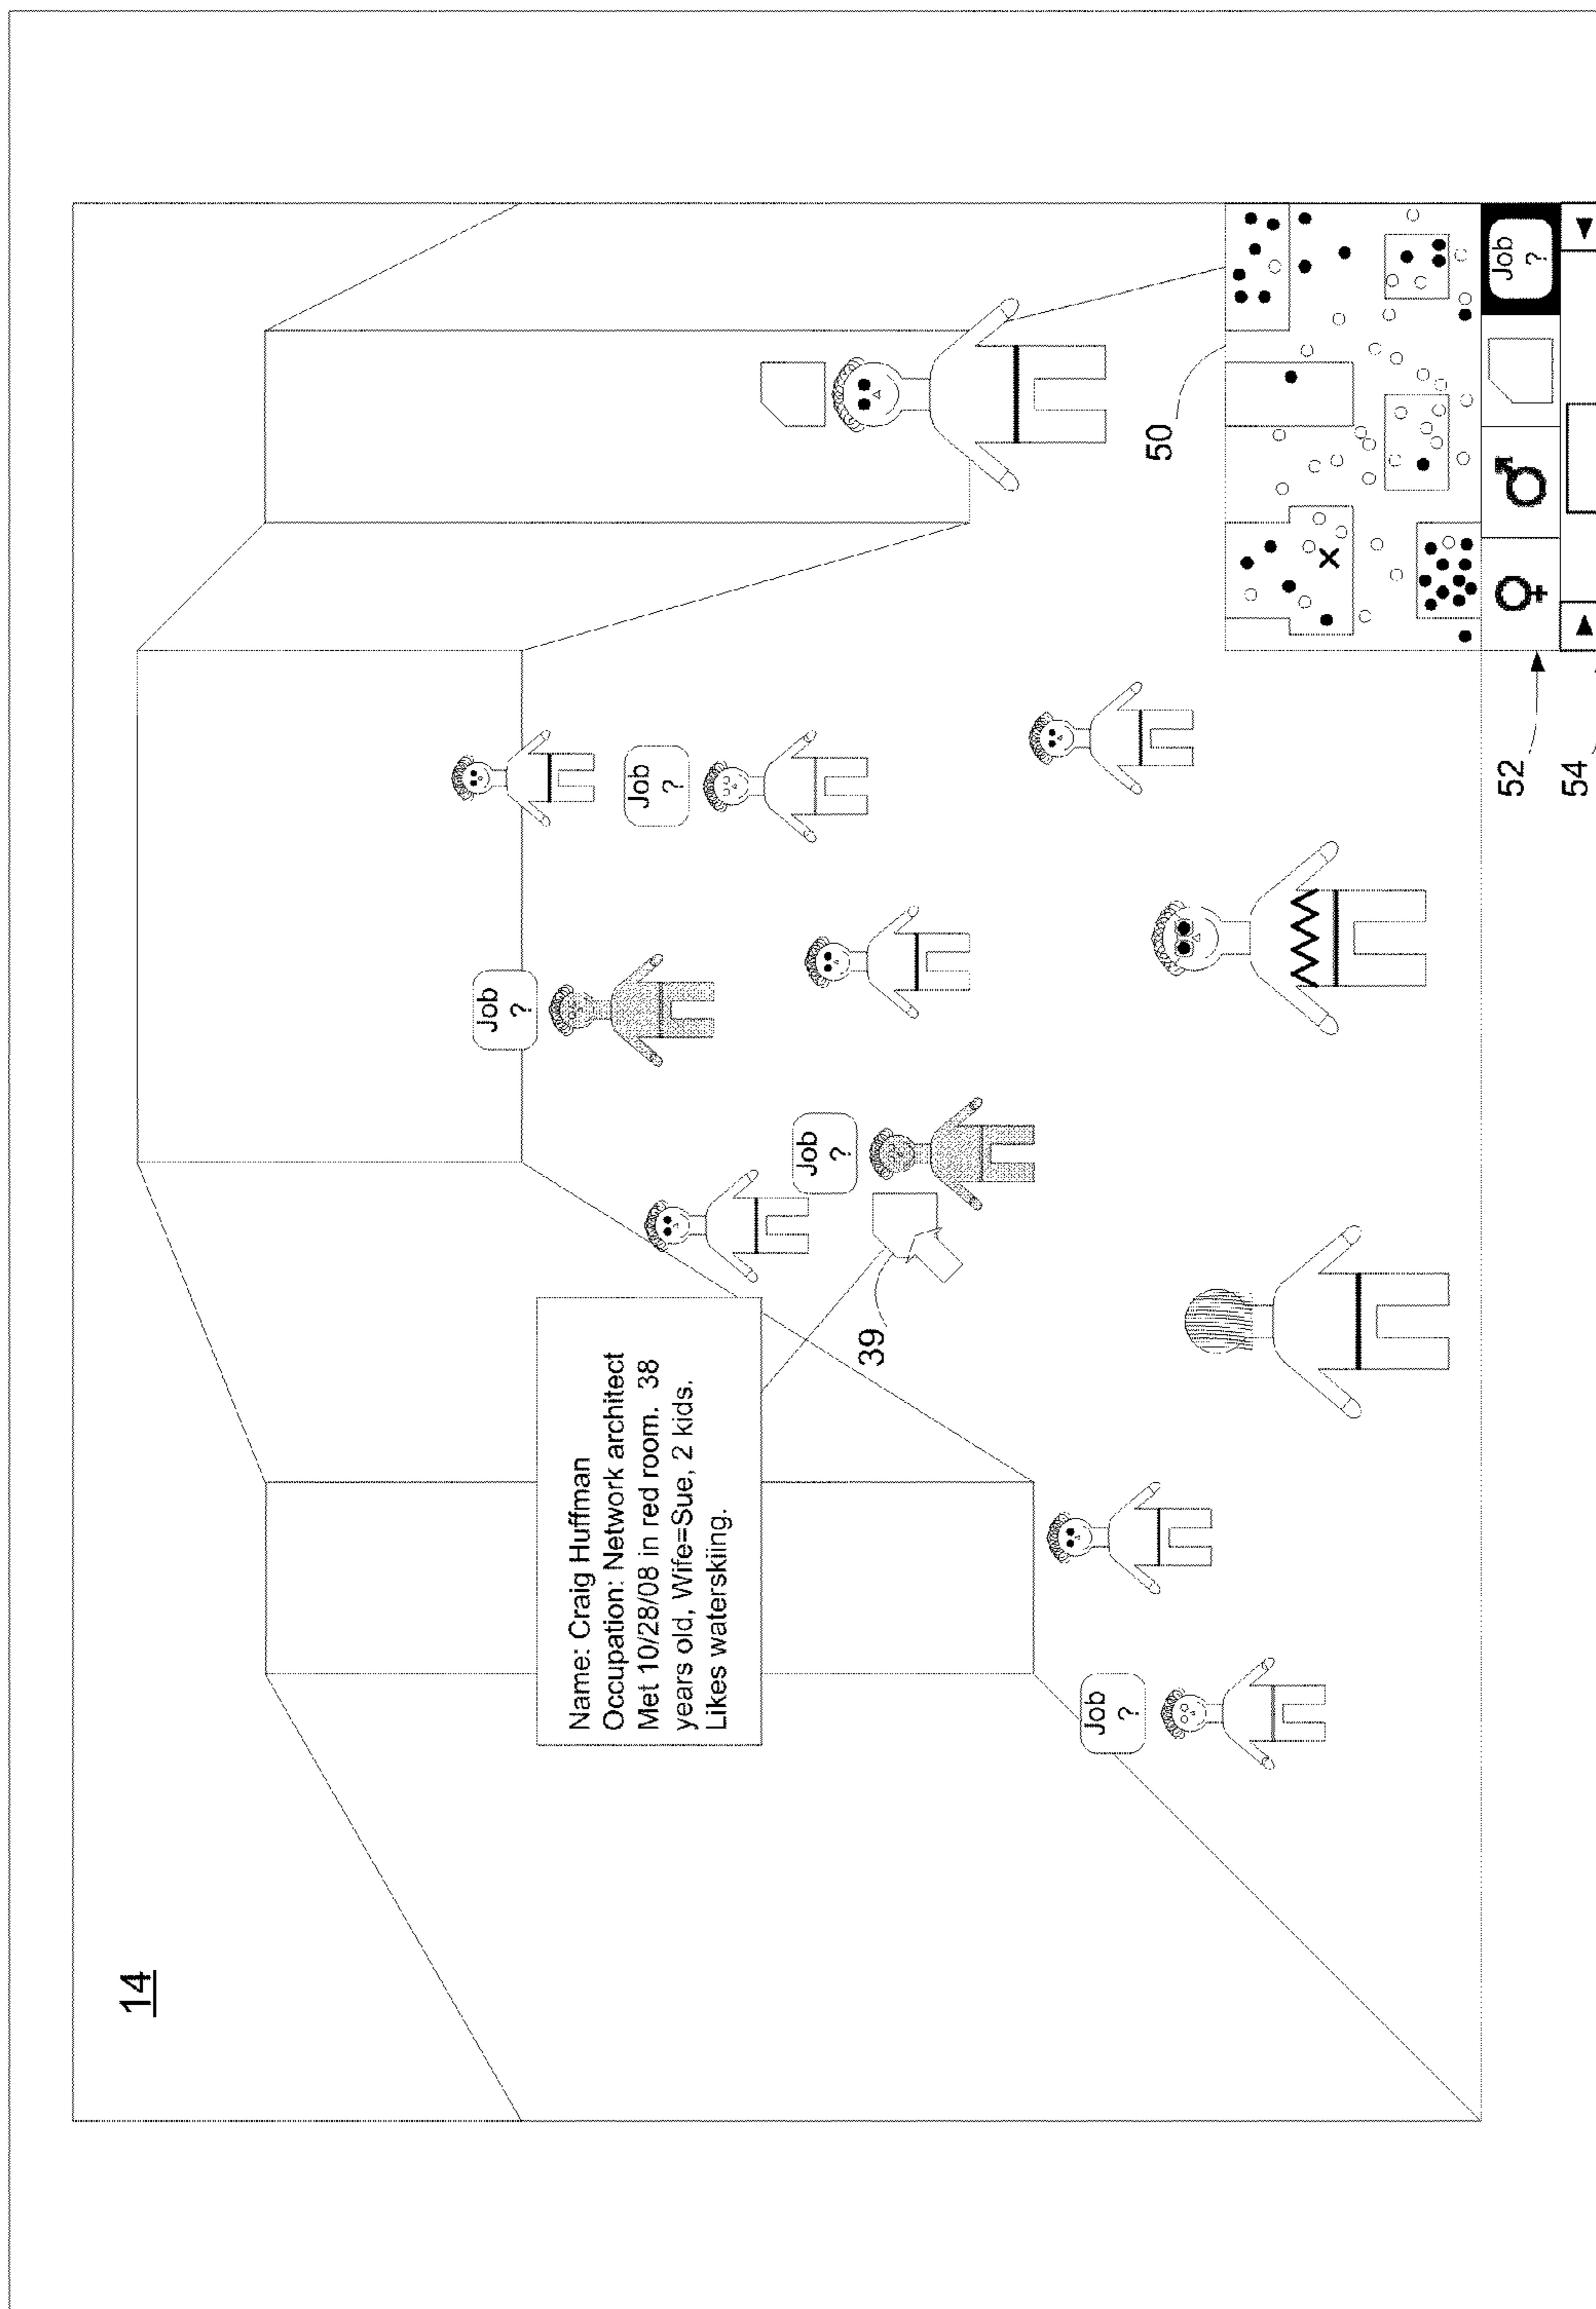 14
Name: Craig Huffman
Occupation: Network architect
Met 10/28/08 in red room. 38
years old, Wife=Sue, 2 kids.
Likes waterskiing.
Job
?
Job
?
Job
?
39
Job
?
50
Job
?
52
54